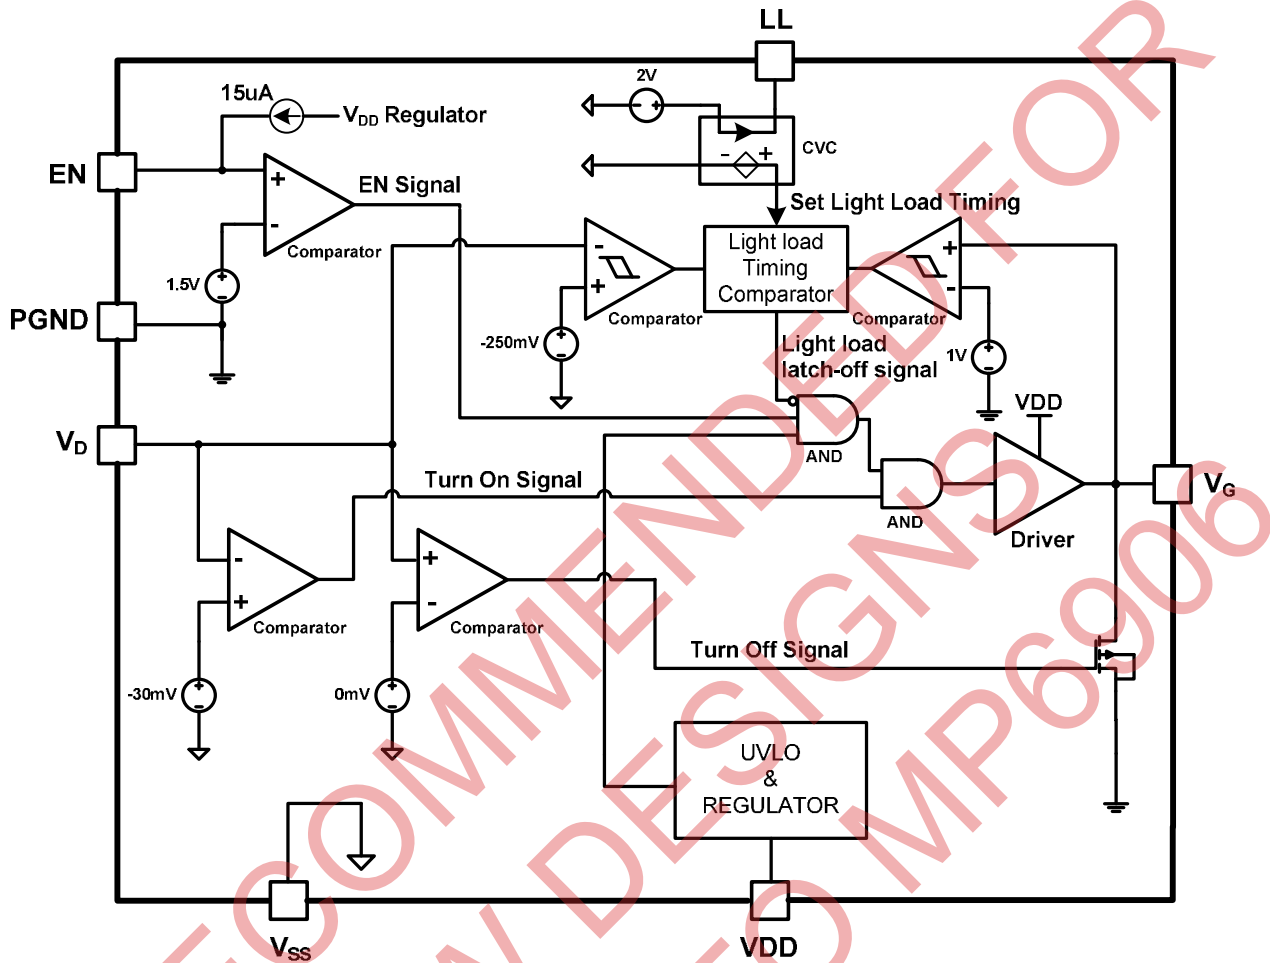 LL
2V
15uA
VDD Regulator
CVC
EN
+
-
EN Signal
Comparator
- +
Set Light Load Timing
1.5V
PGND
-
+
Comparator
-250mV
Light load
Timing
Comparator
+
-
Comparator
1V
Light load
latch-off signal
VDD
AND
VD
Turn On Signal
AND
Driver
VG
-
+
Comparator
+
-
Comparator
-30mV
0mV
Turn Off Signal
UVLO
&
REGULATOR
VSS
VDD
RECOMMENDED FOR
W DESIGNS
O MP6906